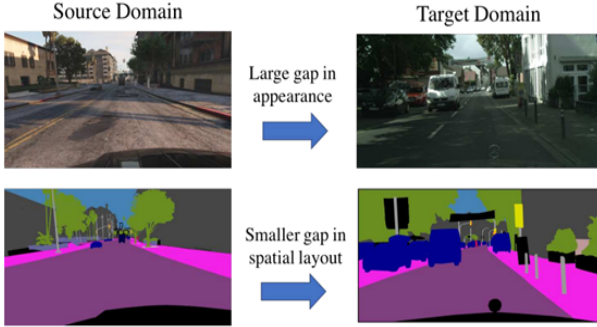 Source Domain
Target Domain
Large gap in
appearance
Smaller gap in
spatial layout